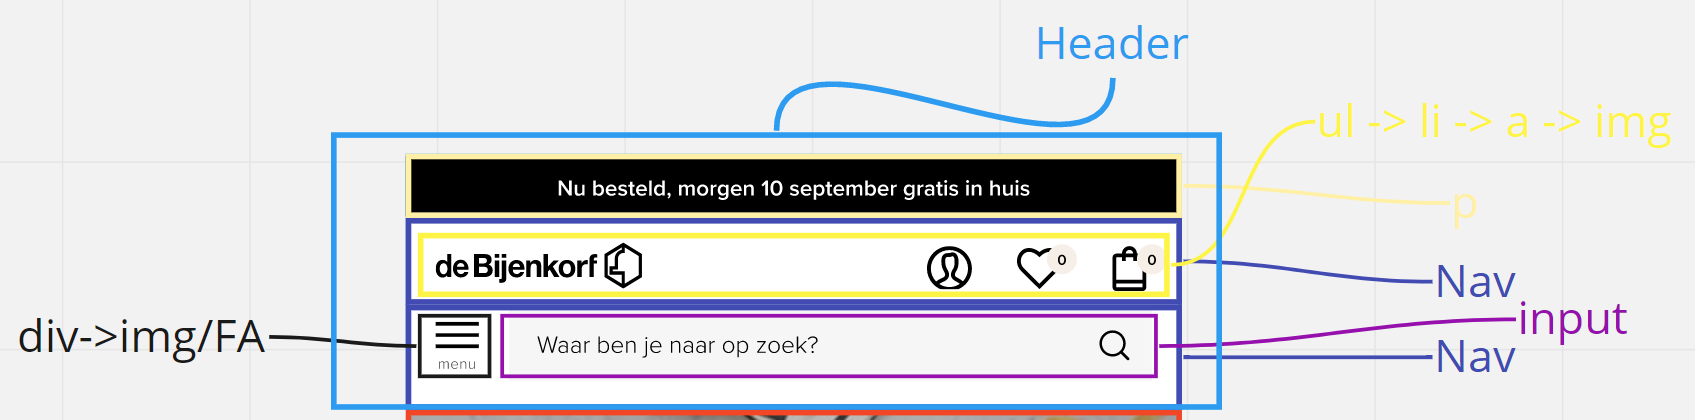 Header
ul -> li -> a -> img
Nu besteld, morgen 10 september gratis in huis
p
de Bijenkorf
0
0
Nav
div->img/FA
menu
Waar ben je naar op zoek?
input
Nav